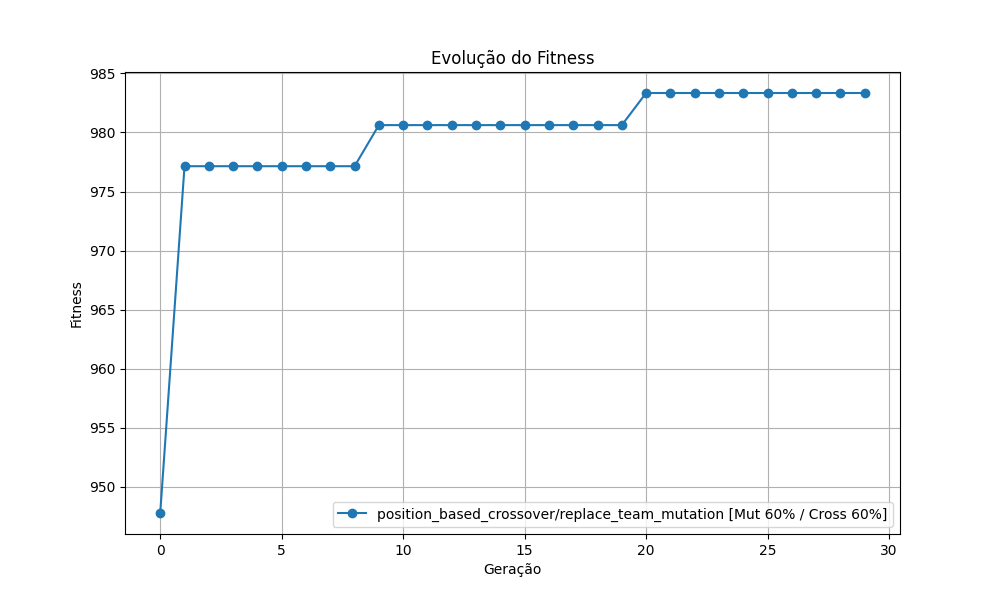 Evolução do Fitness
Fitness
985
980
975
970
965
960
955
950
0 5 10 15 20 25 30
Geração
position_based_crossover/replace_team_mutation [Mut 60% / Cross 60%]